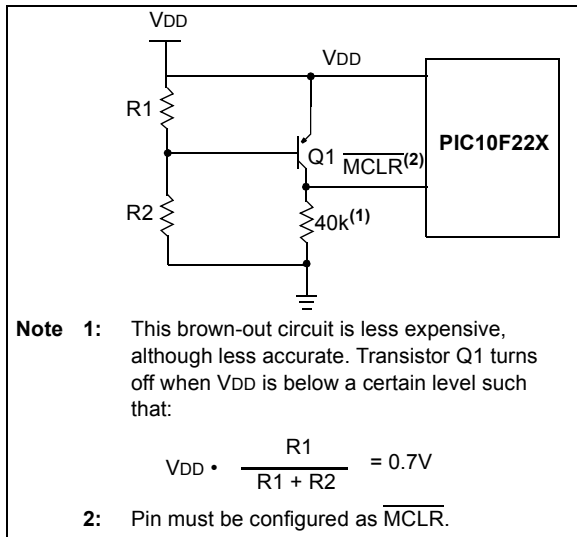 VDD
VDD
R1
Q1
MCLR(2)
PIC10F22X
R2
40k(1)
Note 1: This brown-out circuit is less expensive,
although less accurate. Transistor Q1 turns
off when VDD is below a certain level such
that:
VDD • R1 / R1 + R2 = 0.7V
2: Pin must be configured as MCLR.